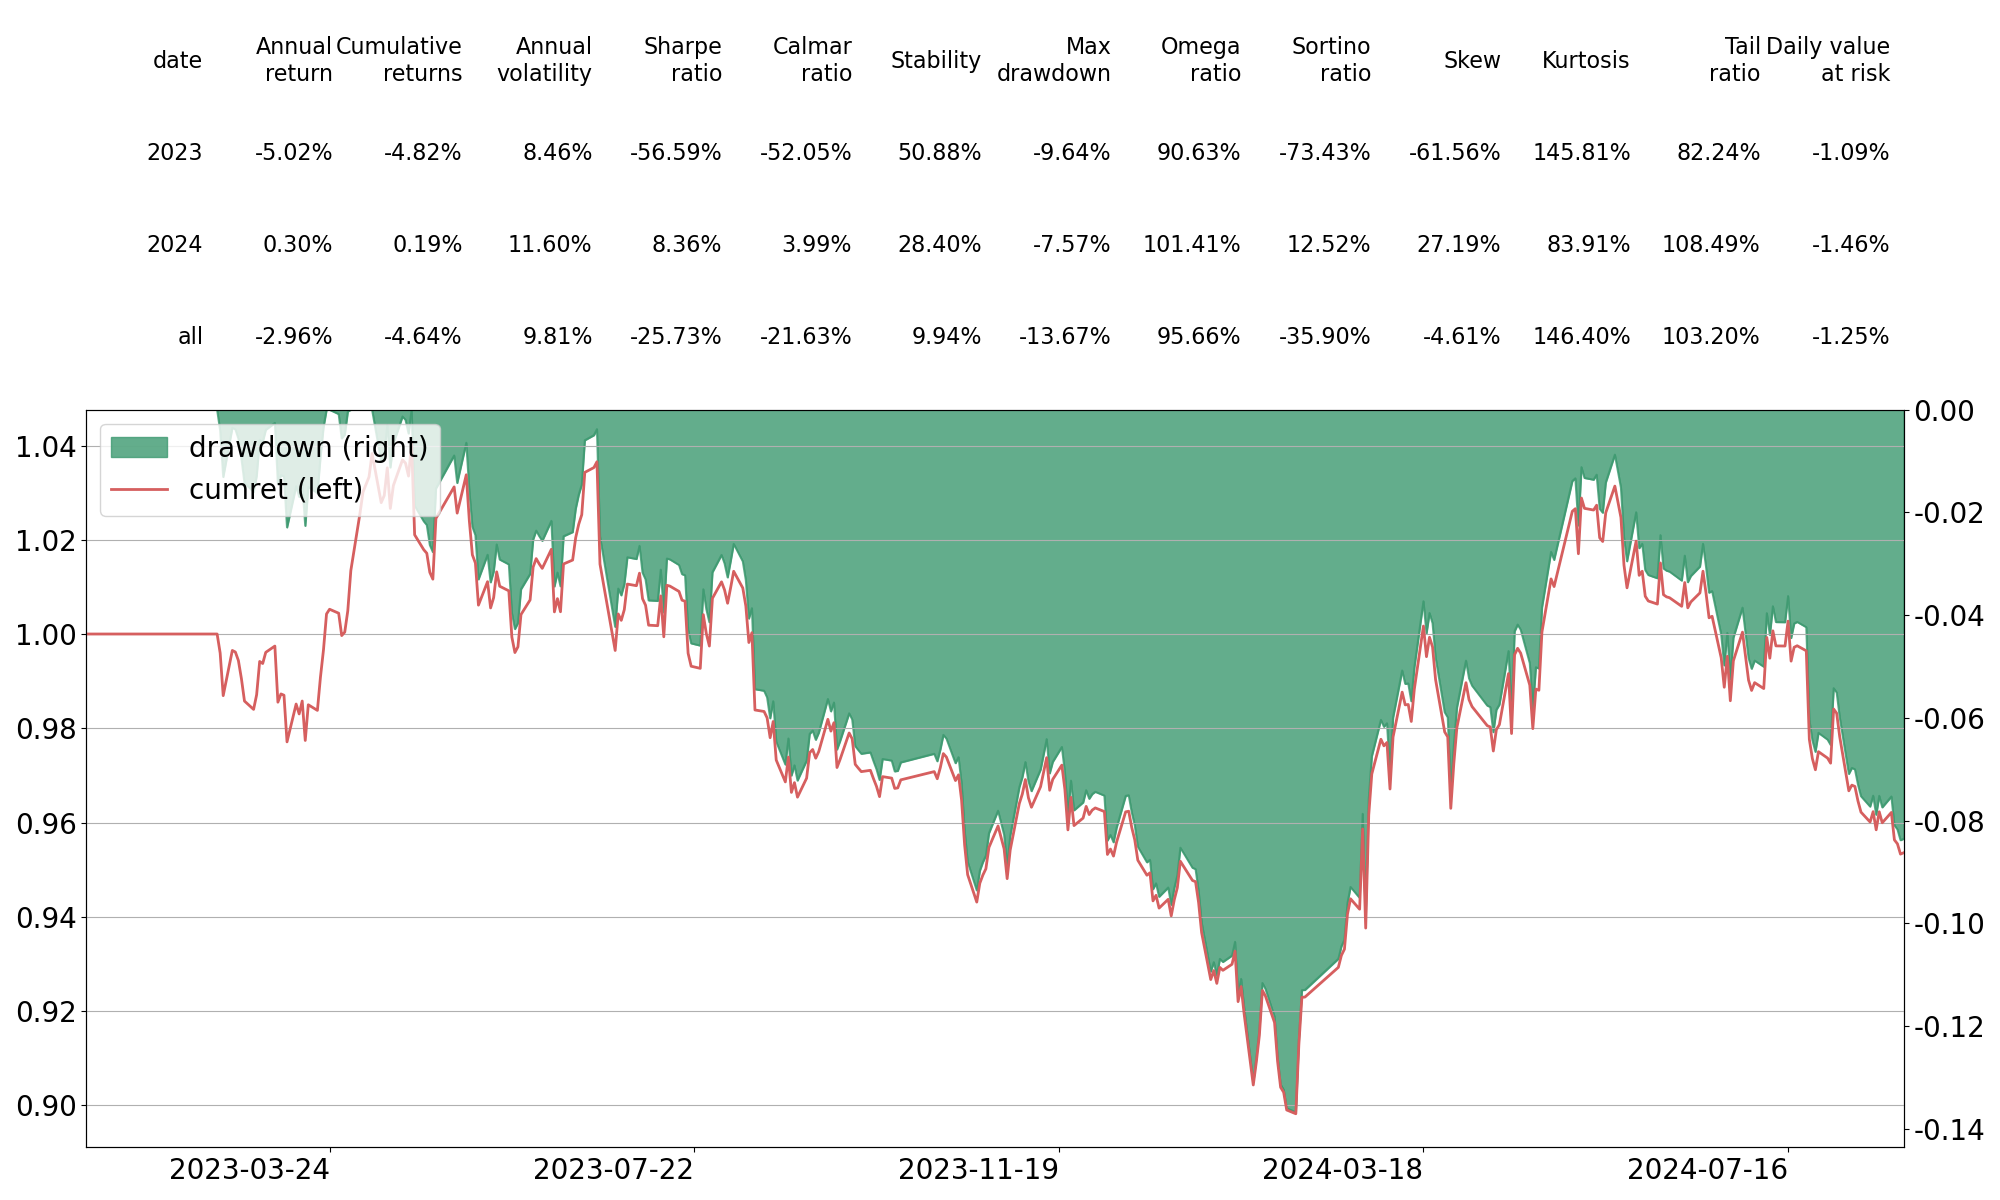 date Annual return Cumulative returns Annual volatility Sharpe ratio Calmar ratio Stability Max drawdown Omega ratio Sortino ratio Skew Kurtosis Tail ratio Daily value at risk
2023 -5.02% -4.82% 8.46% -56.59% -52.05% 50.88% -9.64% 90.63% -73.43% -61.56% 145.81% 82.24% -1.09%
2024 0.30% 0.19% 11.60% 8.36% 3.99% 28.40% -7.57% 101.41% 12.52% 27.19% 83.91% 108.49% -1.46%
all -2.96% -4.64% 9.81% -25.73% -21.63% 9.94% -13.67% 95.66% -35.90% -4.61% 146.40% 103.20% -1.25%
drawdown (right)
cumret (left)
1.04
1.02
1.00
0.98
0.96
0.94
0.92
0.90
0.00
-0.02
-0.04
-0.06
-0.08
-0.10
-0.12
-0.14
2023-03-24 2023-07-22 2023-11-19 2024-03-18 2024-07-16